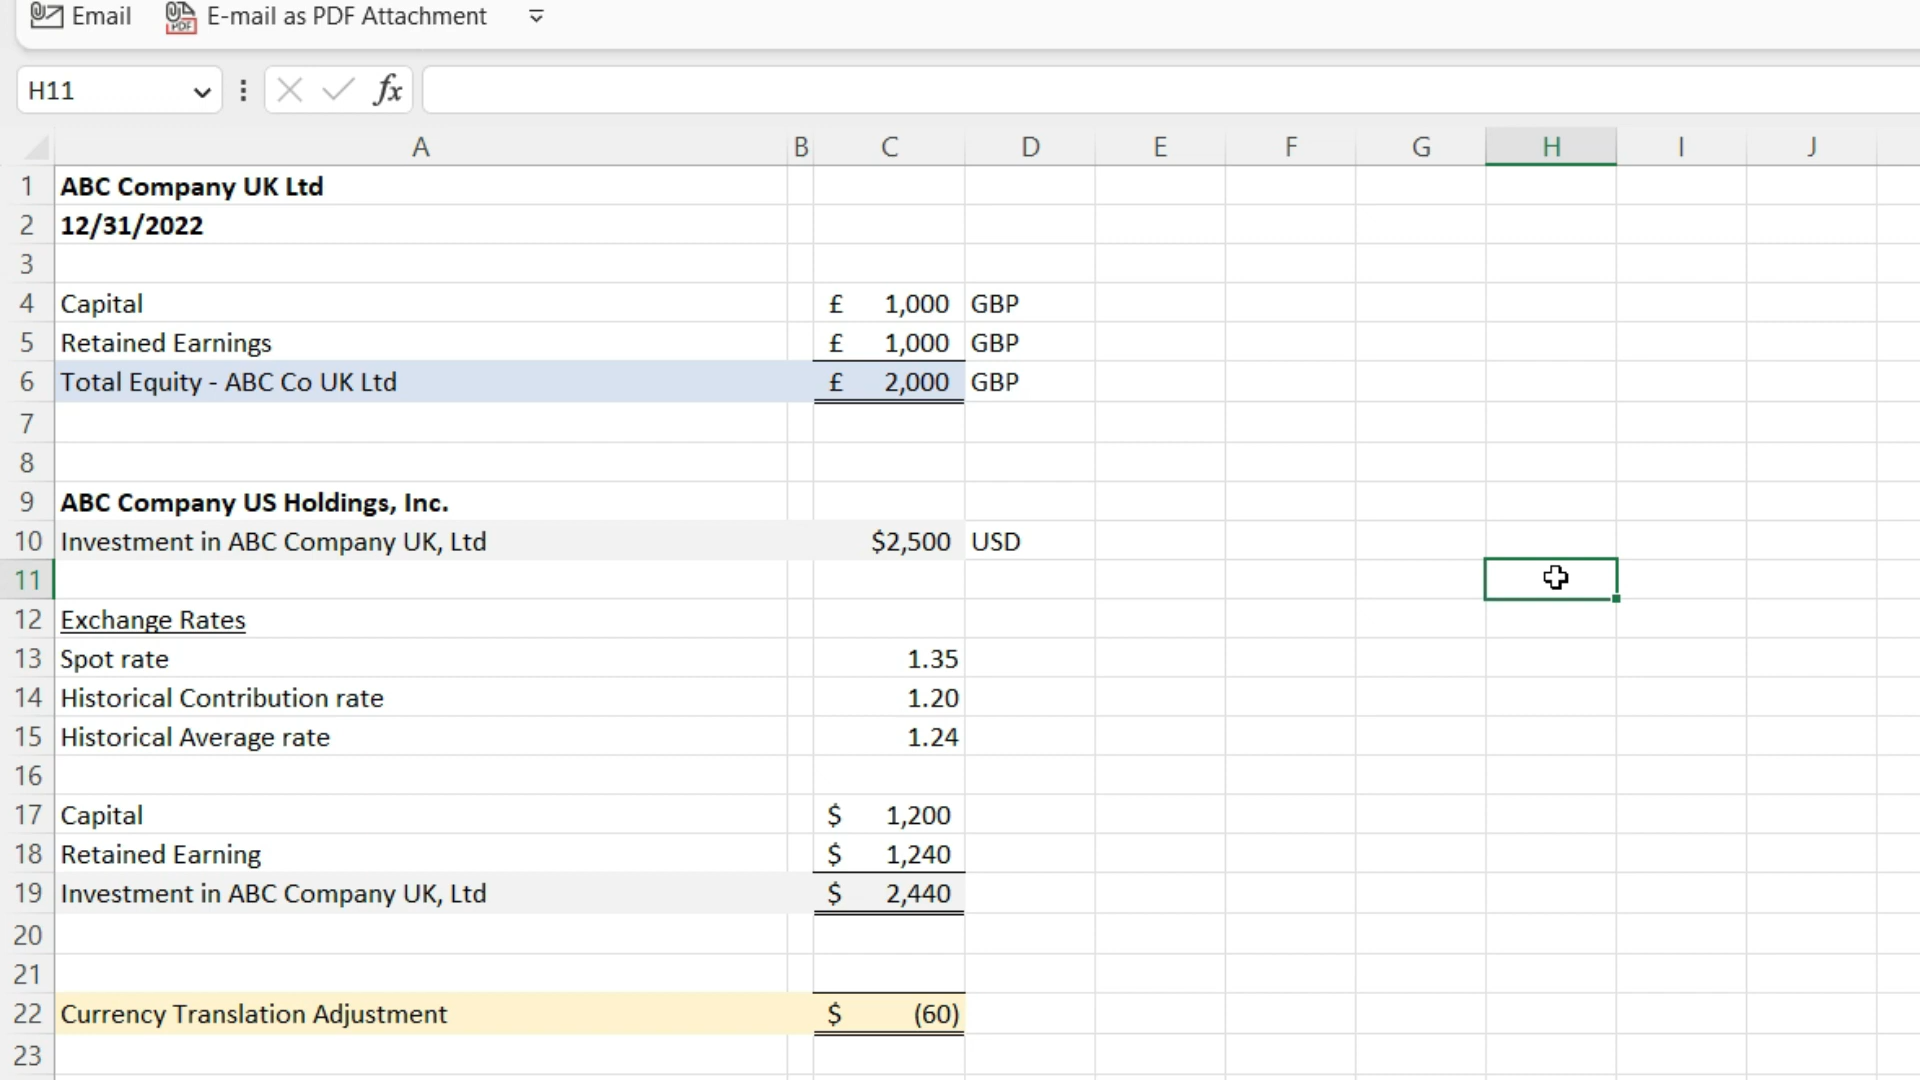 Email E-mail as PDF Attachment
H11 fx
A B C D E F G H I J
1 ABC Company UK Ltd
2 12/31/2022
3
4 Capital £ 1,000 GBP
5 Retained Earnings £ 1,000 GBP
6 Total Equity - ABC Co UK Ltd £ 2,000 GBP
7
8
9 ABC Company US Holdings, Inc.
10 Investment in ABC Company UK, Ltd $2,500 USD
11
12 Exchange Rates
13 Spot rate 1.35
14 Historical Contribution rate 1.20
15 Historical Average rate 1.24
16
17 Capital $ 1,200
18 Retained Earning $ 1,240
19 Investment in ABC Company UK, Ltd $ 2,440
20
21
22 Currency Translation Adjustment $ (60)
23